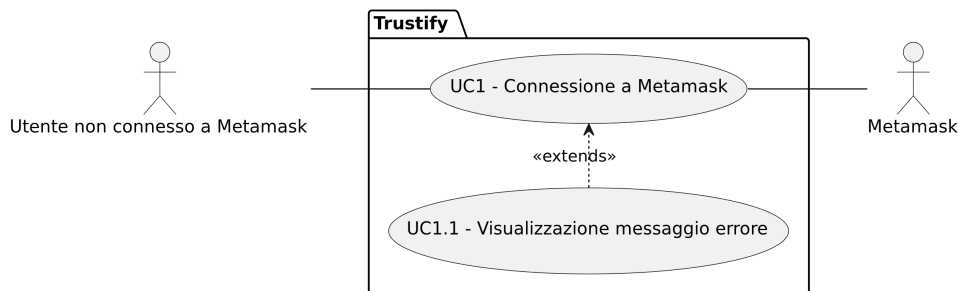 Trustify
UC1 - Connessione a Metamask
Utente non connesso a Metamask
Metamask
«extends»
UC1.1 - Visualizzazione messaggio errore